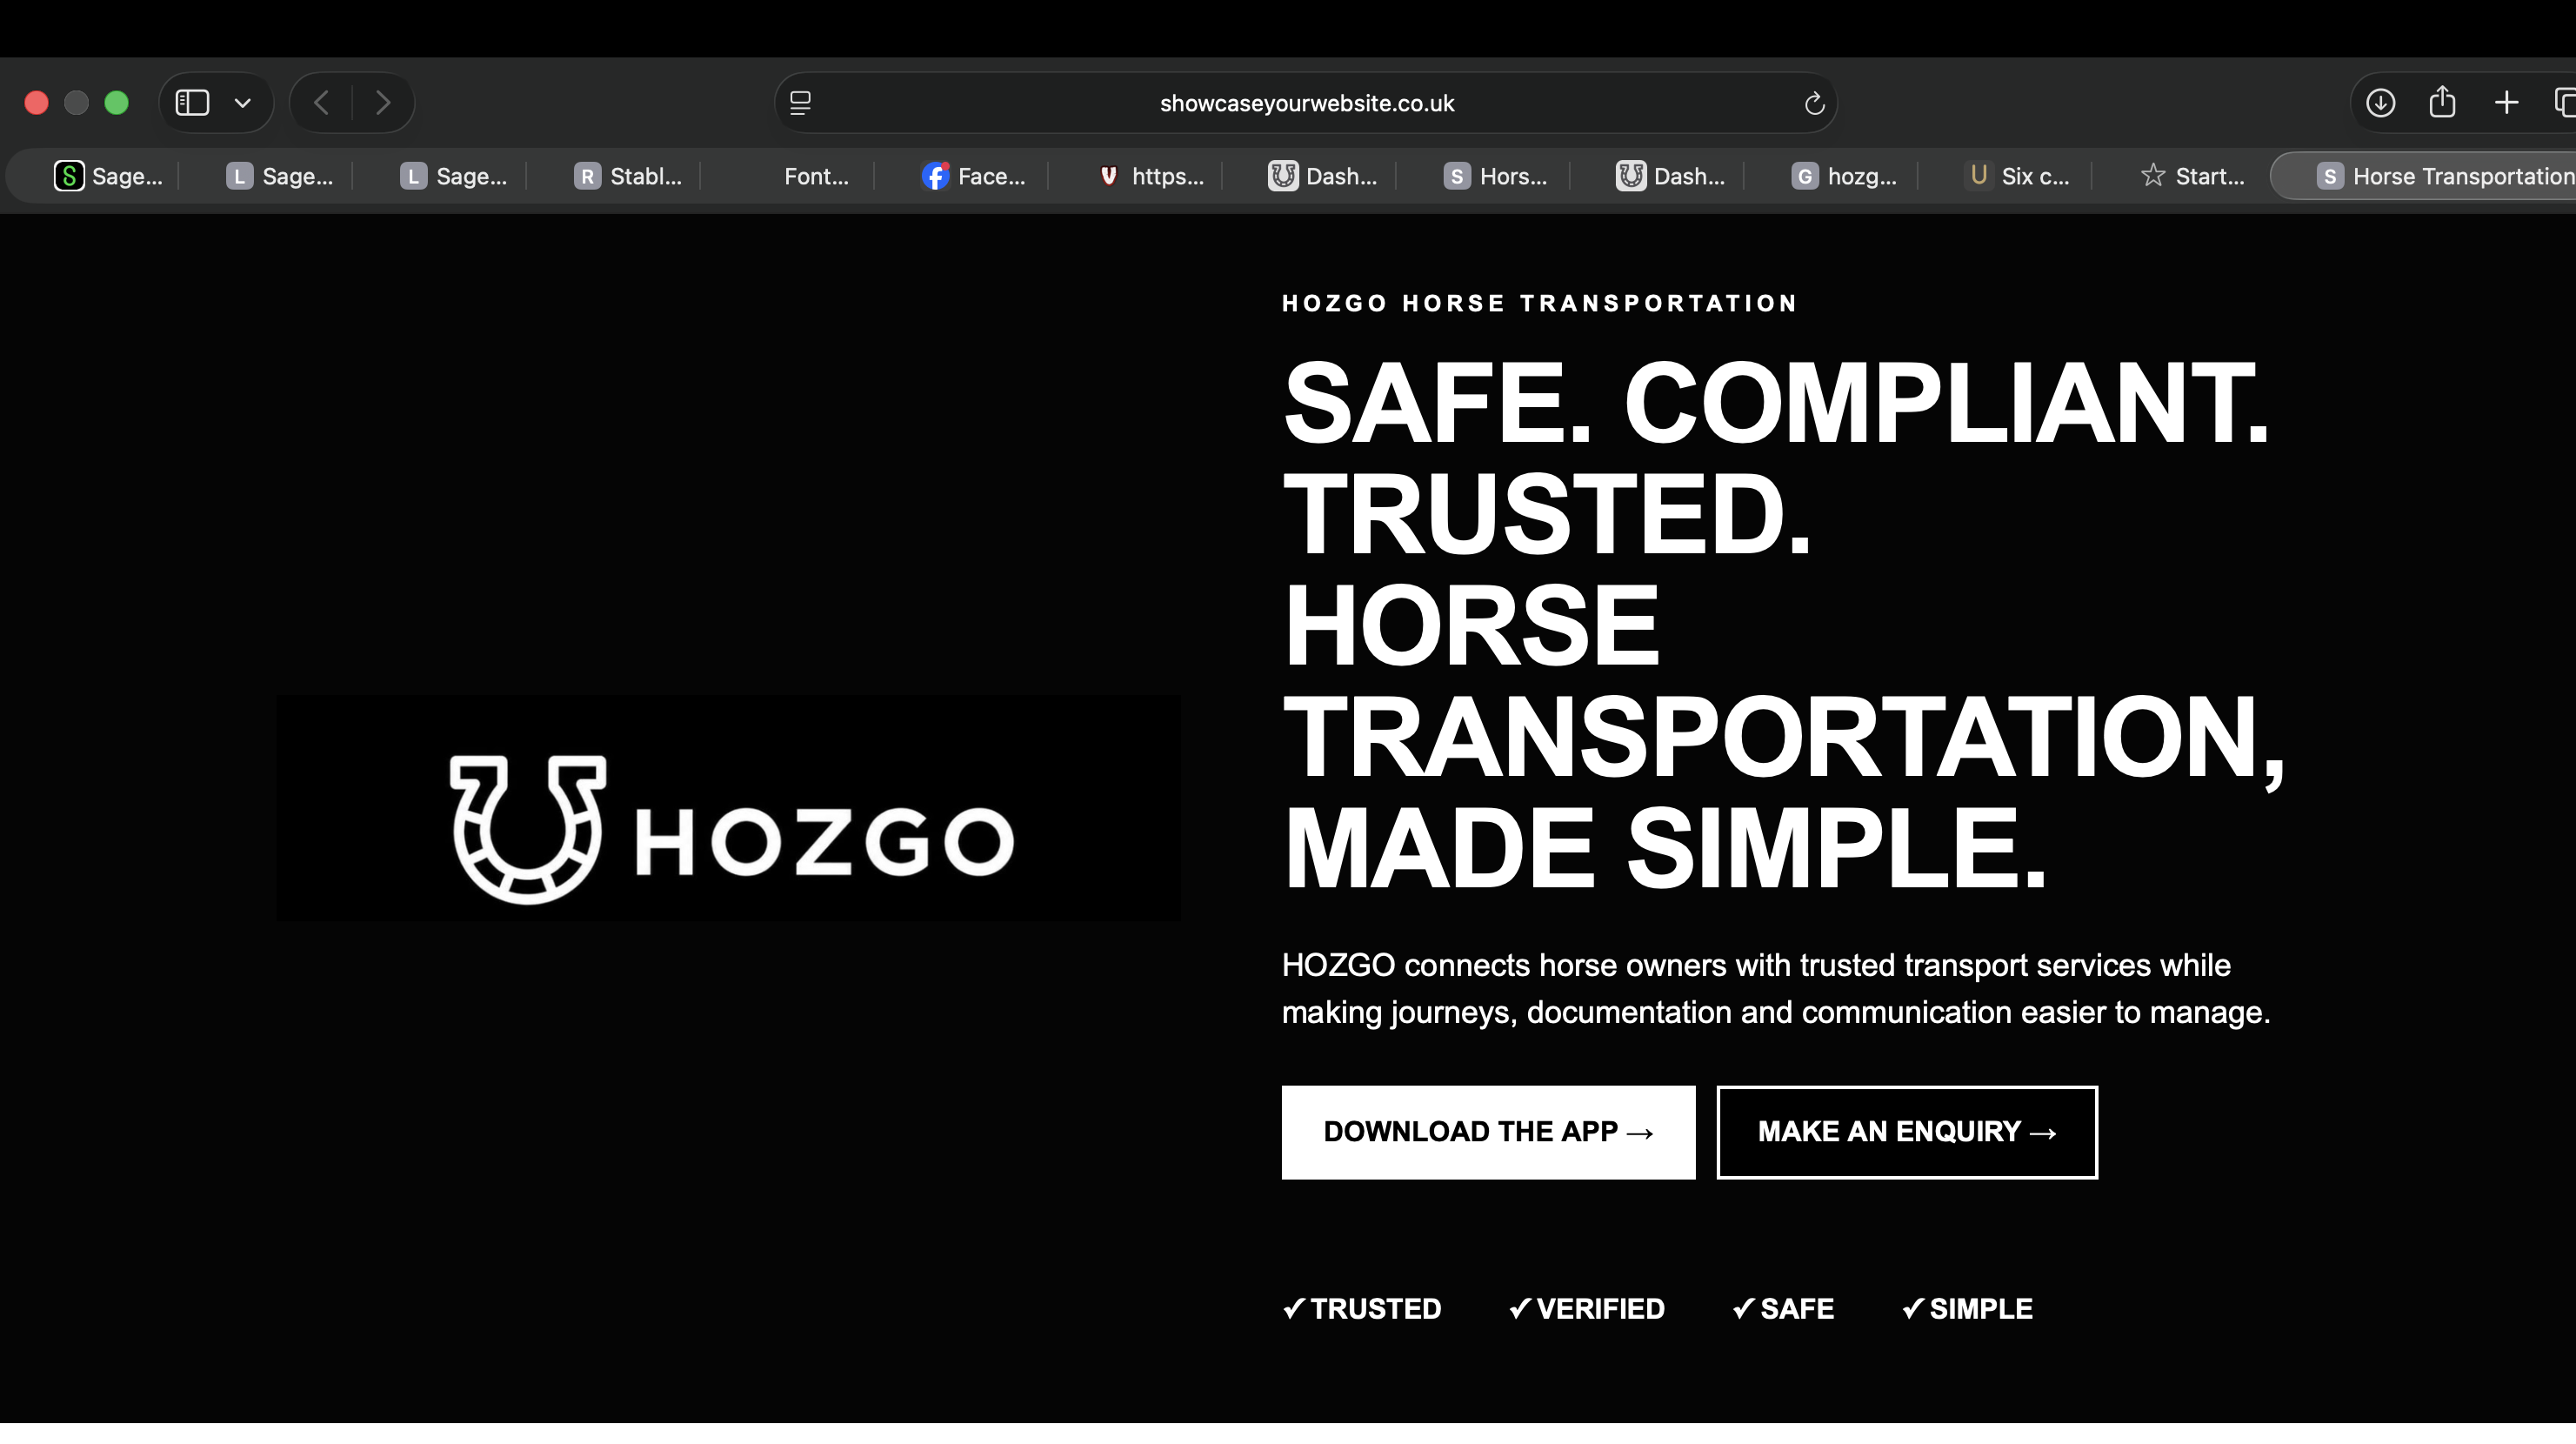 showcaseyourwebsite.co.uk
S Sage... L Sage... L Sage... R Stabl... Font... Face... https... Dash... S Hors... Dash... G hozg... U Six c... Start... S Horse Transportation
HOZGO HORSE TRANSPORTATION
SAFE. COMPLIANT.
TRUSTED.
HORSE
TRANSPORTATION,
MADE SIMPLE.
HOZGO
HOZGO connects horse owners with trusted transport services while
making journeys, documentation and communication easier to manage.
DOWNLOAD THE APP → MAKE AN ENQUIRY →
✓ TRUSTED ✓ VERIFIED ✓ SAFE ✓ SIMPLE